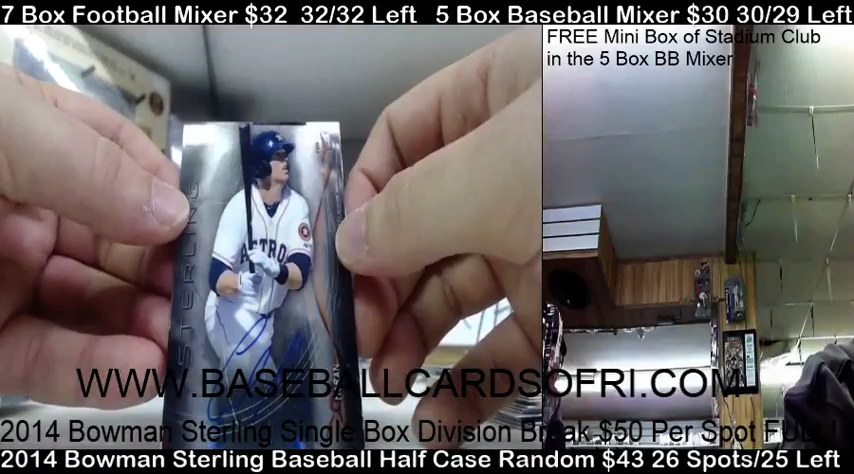 7 Box Football Mixer $32 32/32 Left 5 Box Baseball Mixer $30 30/29 Left
FREE Mini Box of Stadium Club
in the 5 Box BB Mixer
STERLING
ASTRO
WWW.BASEBALLCARDSOFRI.COM
2014 Bowman Sterling Single Box Division Break $50 Per Spot FULL!
2014 Bowman Sterling Baseball Half Case Random $43 26 Spots/25 Left